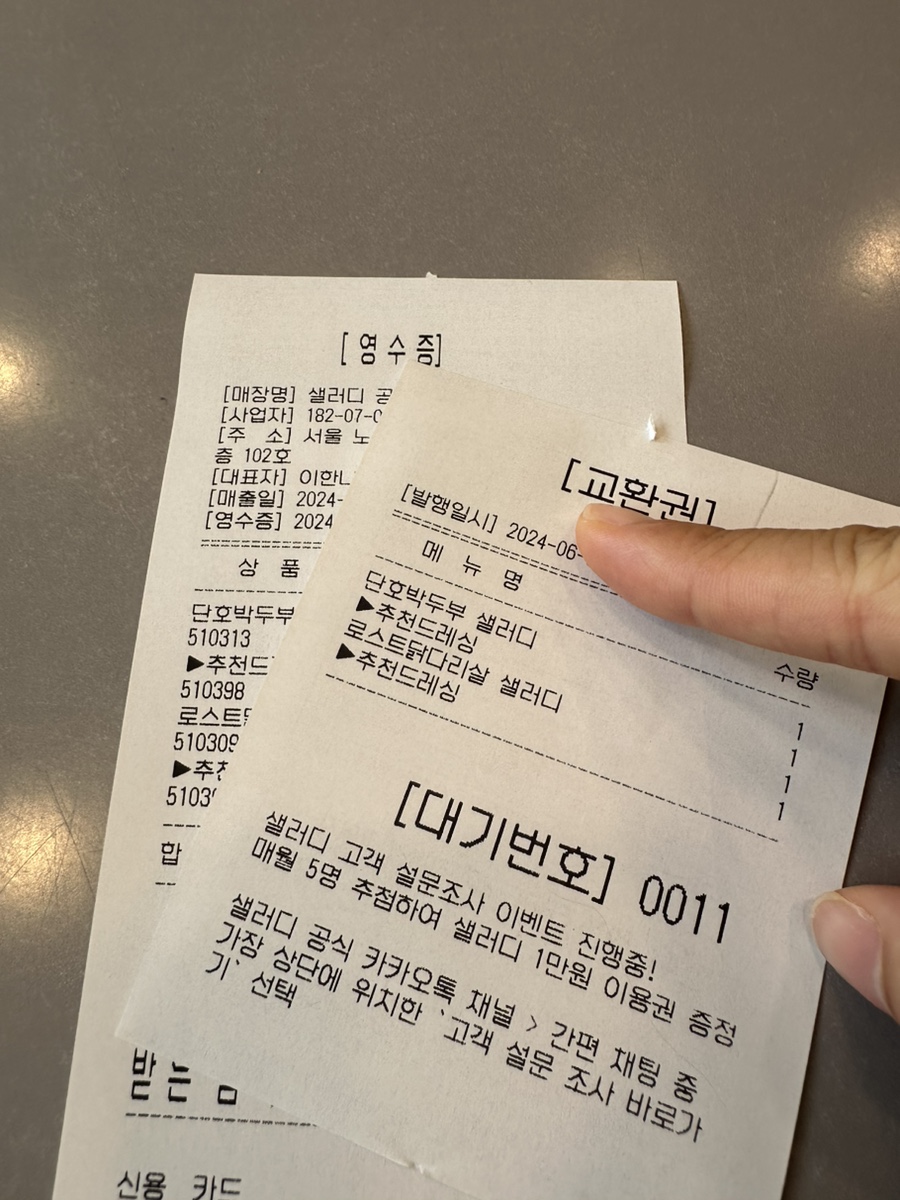 [영수증]
[매장명] 샐러디 공
[사업자] 182-07-0
[주 소] 서울 노
층 102호
[대표자] 이한나
[매출일] 2024-
[영수증] 2024
상 품
단호박두부
510313
▶추천드
510398
로스트
510309
▶추천
510
합
받 는
신용 카드
[교환권]
[발행일시] 2024-06-
메 뉴 명
수량
단호박두부 샐러디 1
▶추천드레싱 1
로스트닭다리살 샐러디 1
▶추천드레싱 1
[대기번호] 0011
샐러디 고객 설문조사 이벤트 진행중!
매월 5명 추첨하여 샐러디 1만원 이용권 증정
샐러디 공식 카카오톡 채널 > 간편 채팅 중
가장 상단에 위치한 `고객 설문 조사 바로가
기` 선택